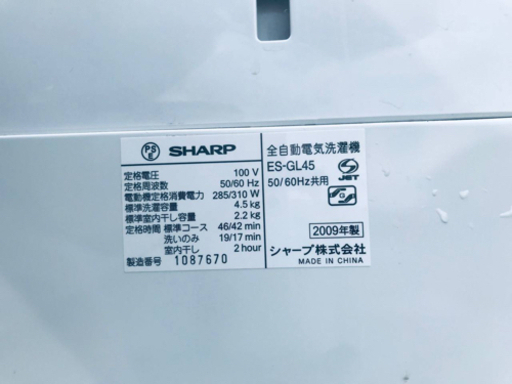 PS E SHARP
定格電圧 100 V
定格周波数 50/60 Hz
電動機定格消費電力 285/310 W
標準洗濯容量 4.5 kg
標準室内干し容量 2.2 kg
定格時間 標準コース 46/42 min
洗いのみ 19/17 min
室内干し 2 hour
製造番号 1087670
全自動電気洗濯機
ES-GL45
50/60Hz共用
JET
2009年製
シャープ株式会社
MADE IN CHINA